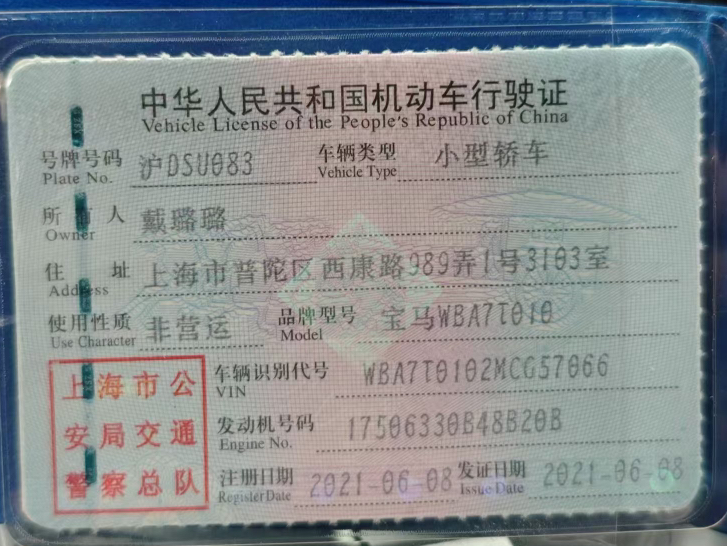 中华人民共和国机动车行驶证
Vehicle License of the People's Republic of China
号牌号码 沪DSU083 车辆类型 小型轿车
Plate No. Vehicle Type
所有人 戴璐璐
Owner
住址 上海市普陀区西康路989弄1号3103室
Address
使用性质 非营运 品牌型号 宝马WBA7T010
Use Character Model
车辆识别代号 WBA7T0102MCG57066
VIN
发动机号码 17506330B48B20B
Engine No.
注册日期 2021-06-08 发证日期 2021-06-08
Register Date Issue Date
上海市公
安局交通
警察总队